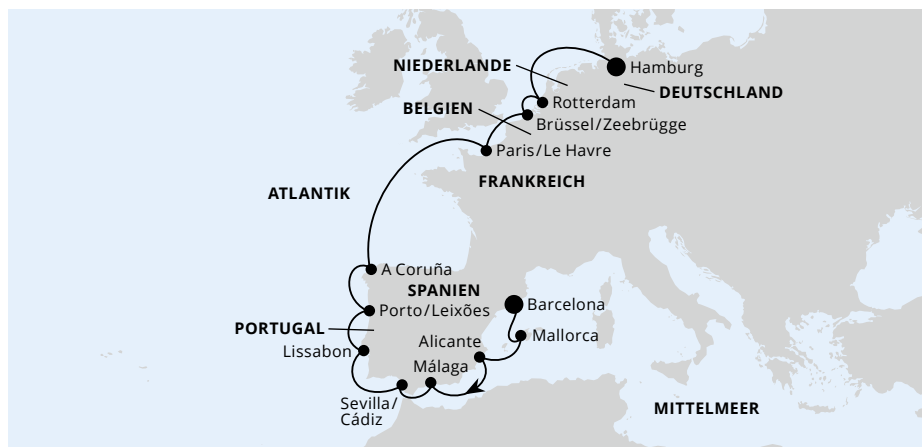 NIEDERLANDE
Hamburg
DEUTSCHLAND
Rotterdam
BELGIEN
Brüssel/Zeebrügge
Paris/Le Havre
FRANKREICH
ATLANTIK
A Coruña
SPANIEN
Barcelona
Porto/Leixões
PORTUGAL
Mallorca
Alicante
Lissabon
Málaga
Sevilla/
Cádiz
MITTELMEER